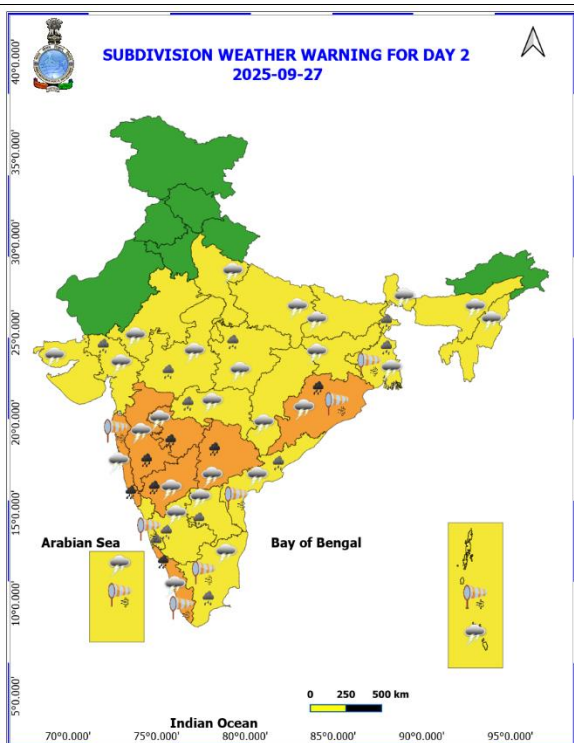 SUBDIVISION WEATHER WARNING FOR DAY 2
2025-09-27
40°0.000'
35°0.000'
30°0.000'
25°0.000'
20°0.000'
15°0.000'
10°0.000'
5°0.000'
Arabian Sea
Bay of Bengal
0 250 500 km
Indian Ocean
70°0.000' 75°0.000' 80°0.000' 85°0.000' 90°0.000' 95°0.000'